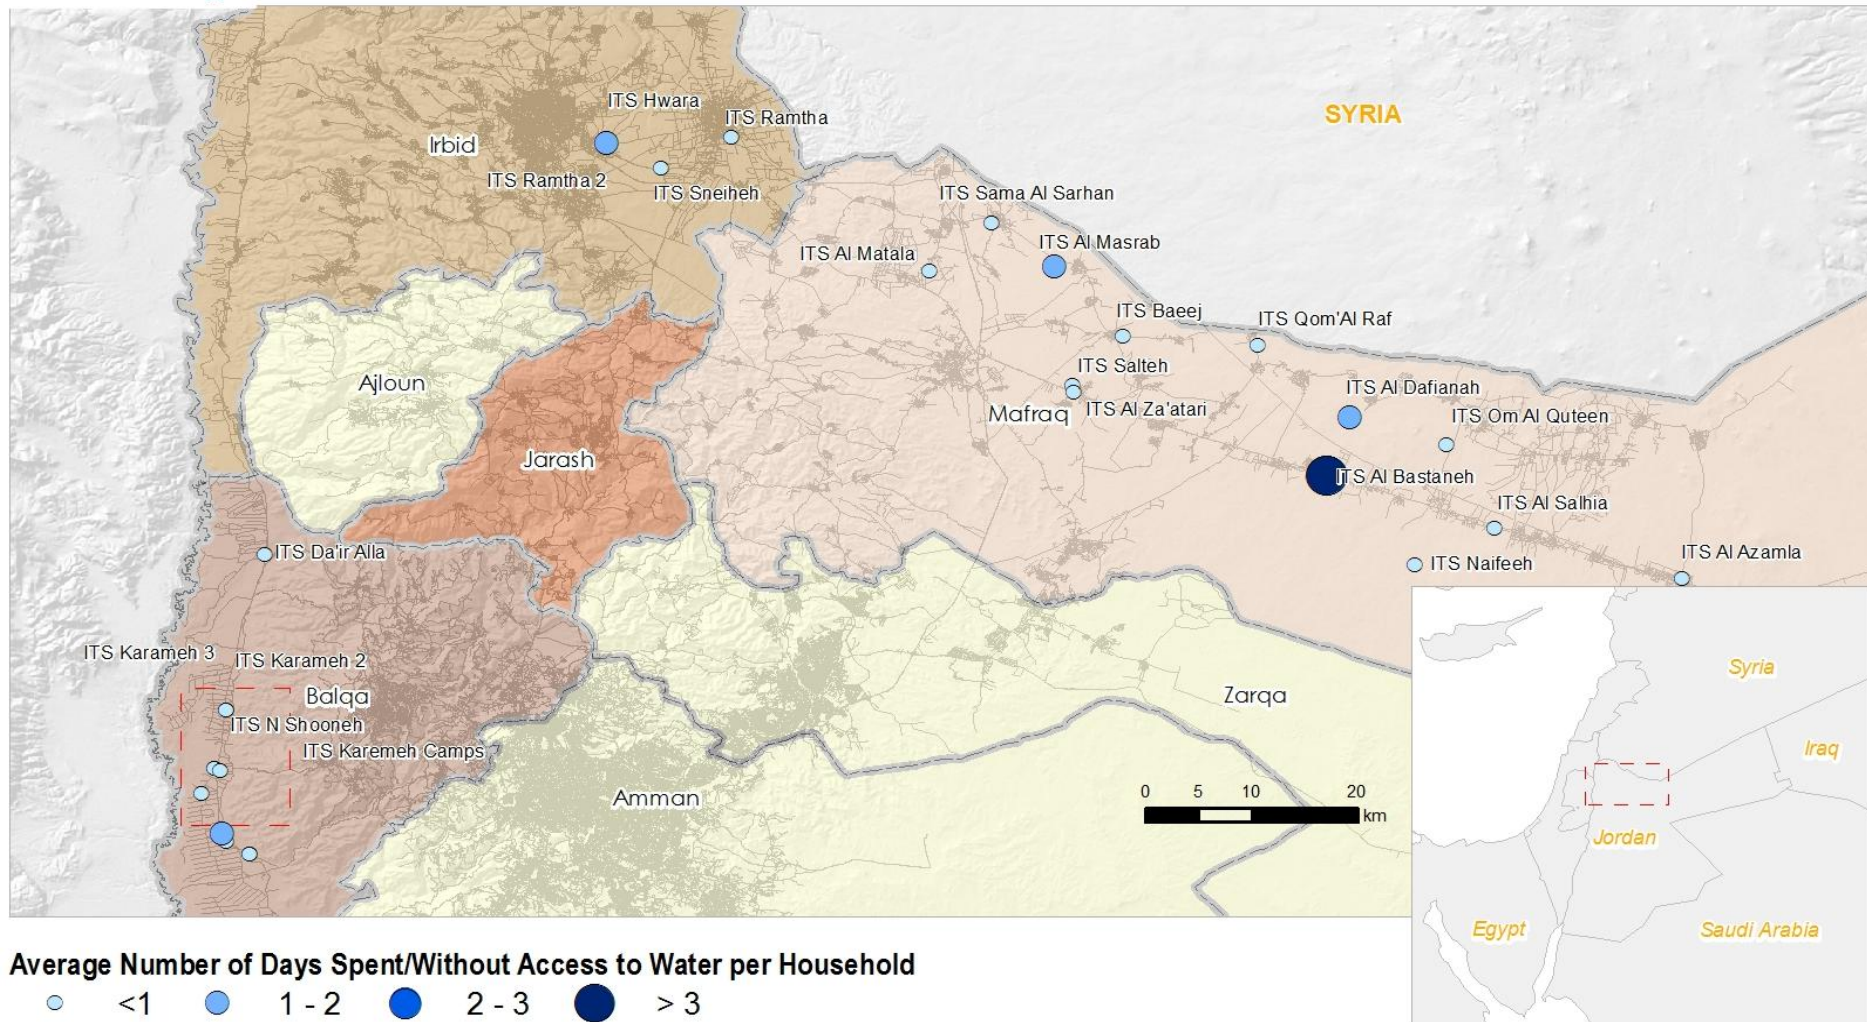 SYRIA
ITS Hwara
ITS Ramtha
Irbid
ITS Ramtha 2
ITS Sneiheh
ITS Sama Al Sarhan
ITS Al Matala
ITS Al Masrab
ITS Baeej
ITS Qom'Al Raf
ITS Salteh
Ajloun
ITS Al Dafianah
ITS Al Za'atari
Mafraq
ITS Om Al Quteen
Jarash
ITS Al Bastaneh
ITS Al Salhia
ITS Da'ir Alla
ITS Naifeeh
ITS Al Azamla
ITS Karameh 3
ITS Karameh 2
Balqa
Zarqa
ITS N Shooneh
ITS Karemeh Camps
Amman
0 5 10 20
km
Syria
Iraq
Jordan
Egypt
Saudi Arabia
Average Number of Days Spent/Without Access to Water per Household
<1 1 - 2 2 - 3 > 3